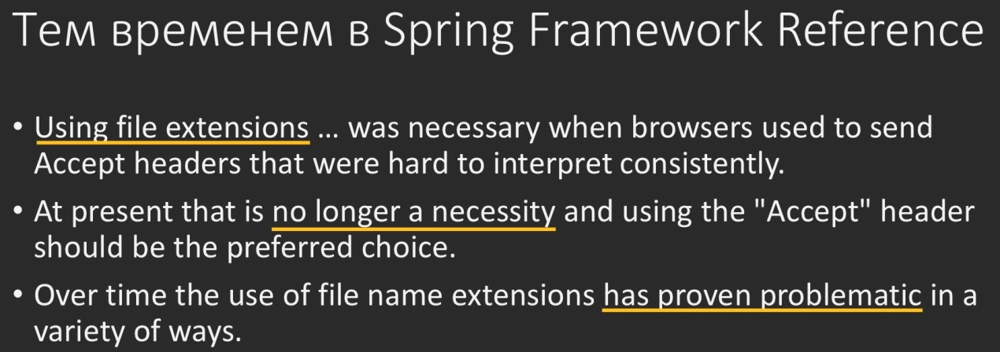 Тем временем в Spring Framework Reference
• Using file extensions ... was necessary when browsers used to send
Accept headers that were hard to interpret consistently.
• At present that is no longer a necessity and using the "Accept" header
should be the preferred choice.
• Over time the use of file name extensions has proven problematic in a
variety of ways.